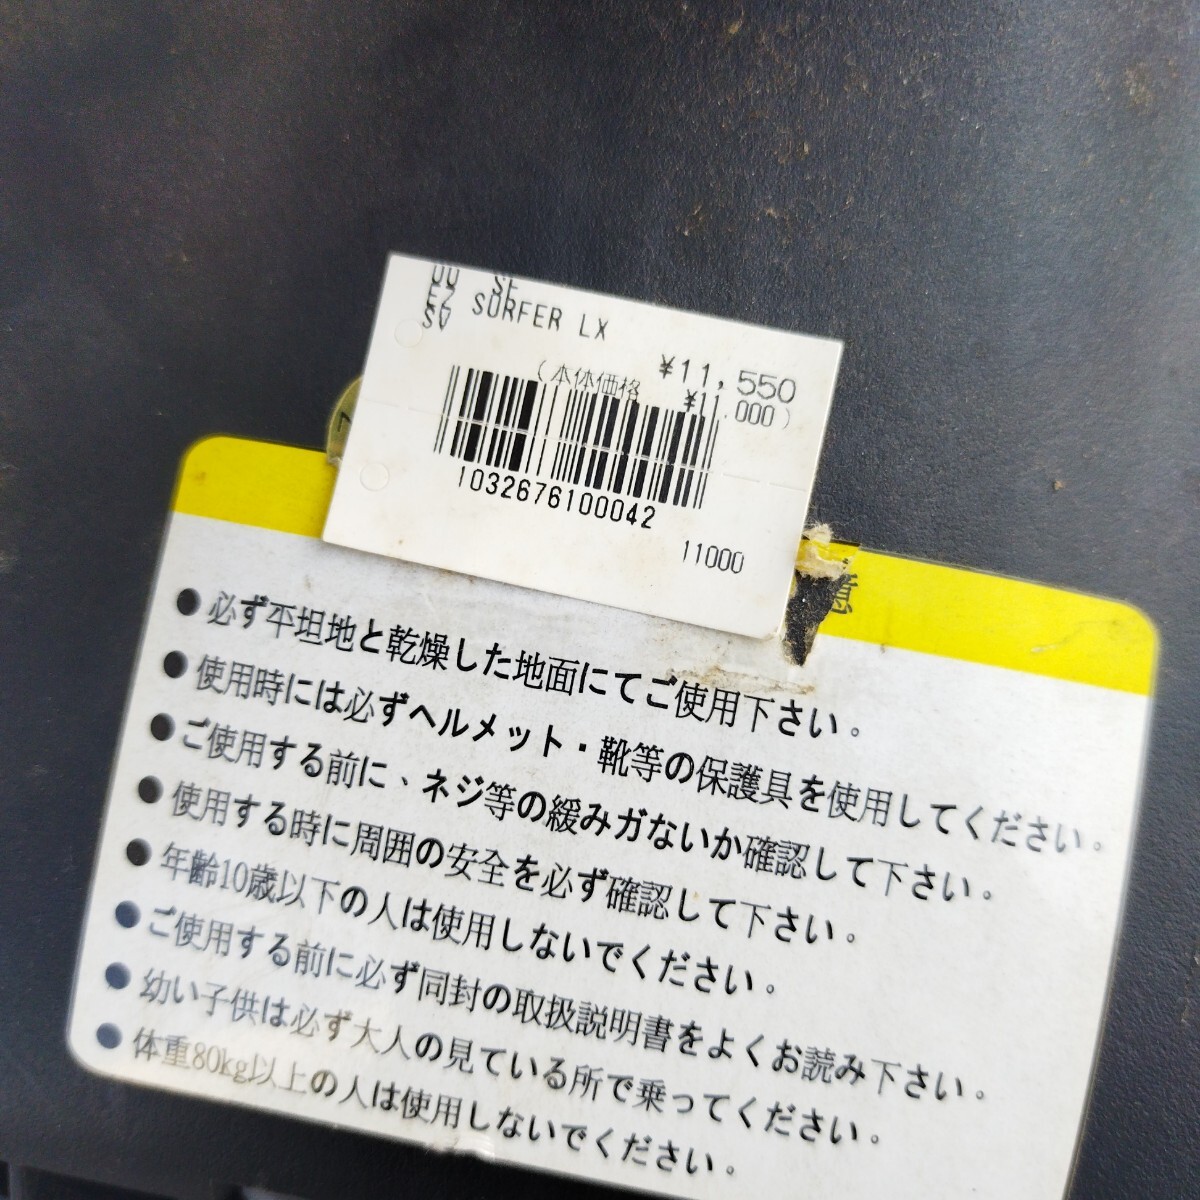 SURFER LX
¥11,550
(本体価格 ¥11,000)
1032676100042
11000
意
●必ず平坦地と乾燥した地面にてご使用下さい。
●使用時には必ずヘルメット・靴等の保護具を使用してください。
●ご使用する前に、ネジ等の緩みガないか確認して下さい。
●使用する時に周囲の安全を必ず確認して下さい。
●年齢10歳以下の人は使用しないでください。
●ご使用する前に必ず同封の取扱説明書をよくお読み下さい。
●幼い子供は必ず大人の見ている所で乗ってください。
●体重80kg以上の人は使用しないでください。